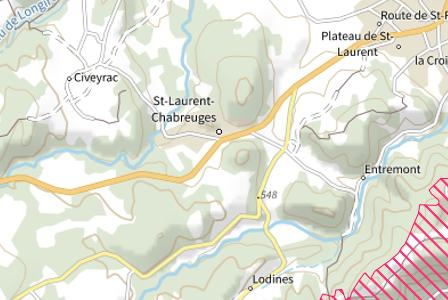 Route de St-
Plateau de St-
Laurent
la Croi
Civeyrac
St-Laurent-
Chabreuges
Entremont
548
Lodines